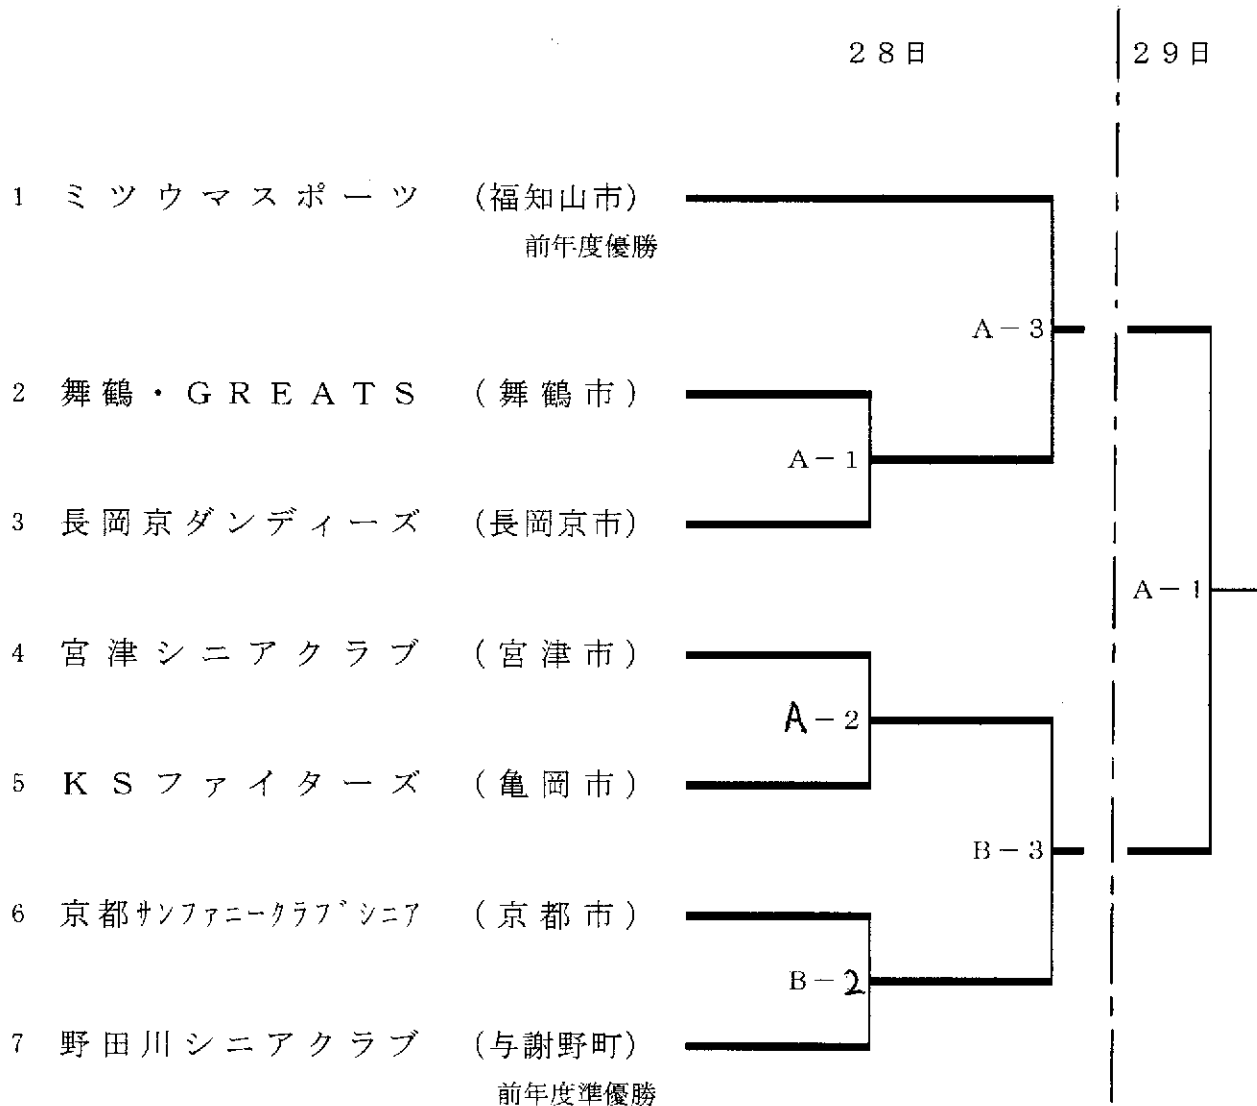 28日 29日
1 ミツウマスポーツ (福知山市)
前年度優勝
A-3
2 舞鶴・GREATS (舞鶴市)
A-1
3 長岡京ダンディーズ (長岡京市)
A-1
4 宮津シニアクラブ (宮津市)
A-2
5 KSファイターズ (亀岡市)
B-3
6 京都サンファニークラブシニア (京都市)
B-2
7 野田川シニアクラブ (与謝野町)
前年度準優勝